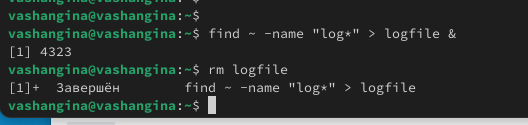 vashangina@vashangina:~$
vashangina@vashangina:~$ find ~ -name "log*" > logfile &
[1] 4323
vashangina@vashangina:~$ rm logfile
[1]+  Завершён        find ~ -name "log*" > logfile
vashangina@vashangina:~$